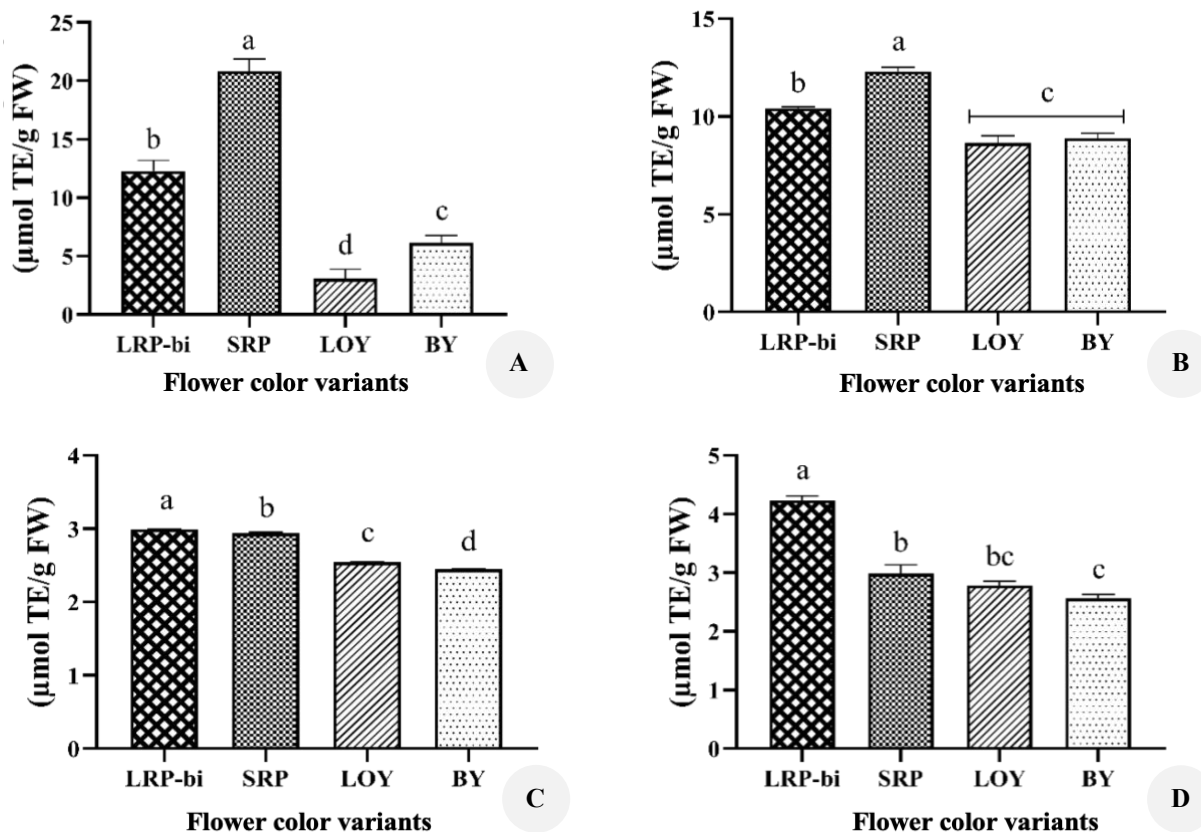 (µmol TE/g FW)
25
20
15
10
5
0
b
a
d
c
LRP-bi SRP LOY BY
Flower color variants
A
(µmol TE/g FW)
15
10
5
0
b
a
c
LRP-bi SRP LOY BY
Flower color variants
B
(µmol TE/g FW)
4
3
2
1
0
a
b
c
d
LRP-bi SRP LOY BY
Flower color variants
C
(µmol TE/g FW)
5
4
3
2
1
0
a
b
bc
c
LRP-bi SRP LOY BY
Flower color variants
D